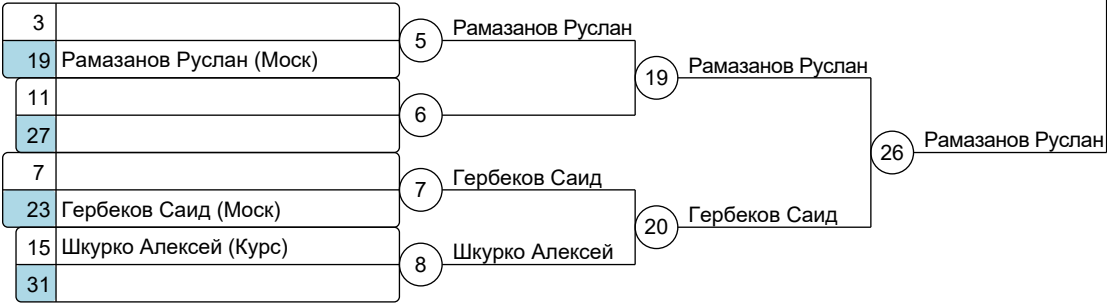 3
19 Рамазанов Руслан (Моск)
5 Рамазанов Руслан
19 Рамазанов Руслан
11
27
6
26 Рамазанов Руслан
7
23 Гербеков Саид (Моск)
7 Гербеков Саид
20 Гербеков Саид
15 Шкурко Алексей (Курс)
31
8 Шкурко Алексей